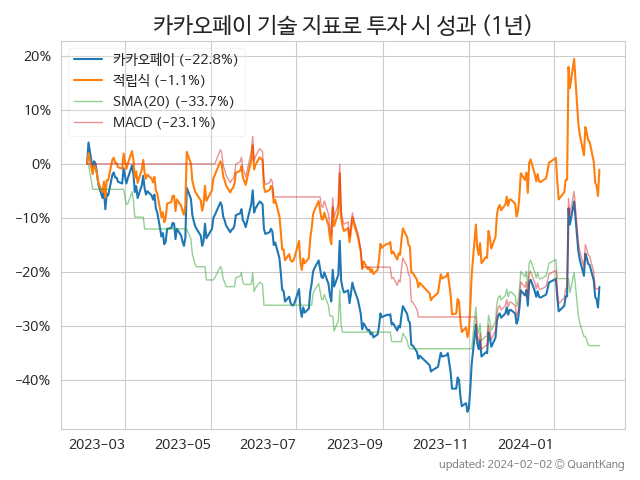 카카오페이 기술 지표로 투자 시 성과 (1년)
카카오페이 (−22.8%)
적립식 (−1.1%)
SMA(20) (−33.7%)
MACD (−23.1%)
20%
10%
0%
−10%
−20%
−30%
−40%
2023-03 2023-05 2023-07 2023-09 2023-11 2024-01
updated: 2024-02-02 © QuantKang